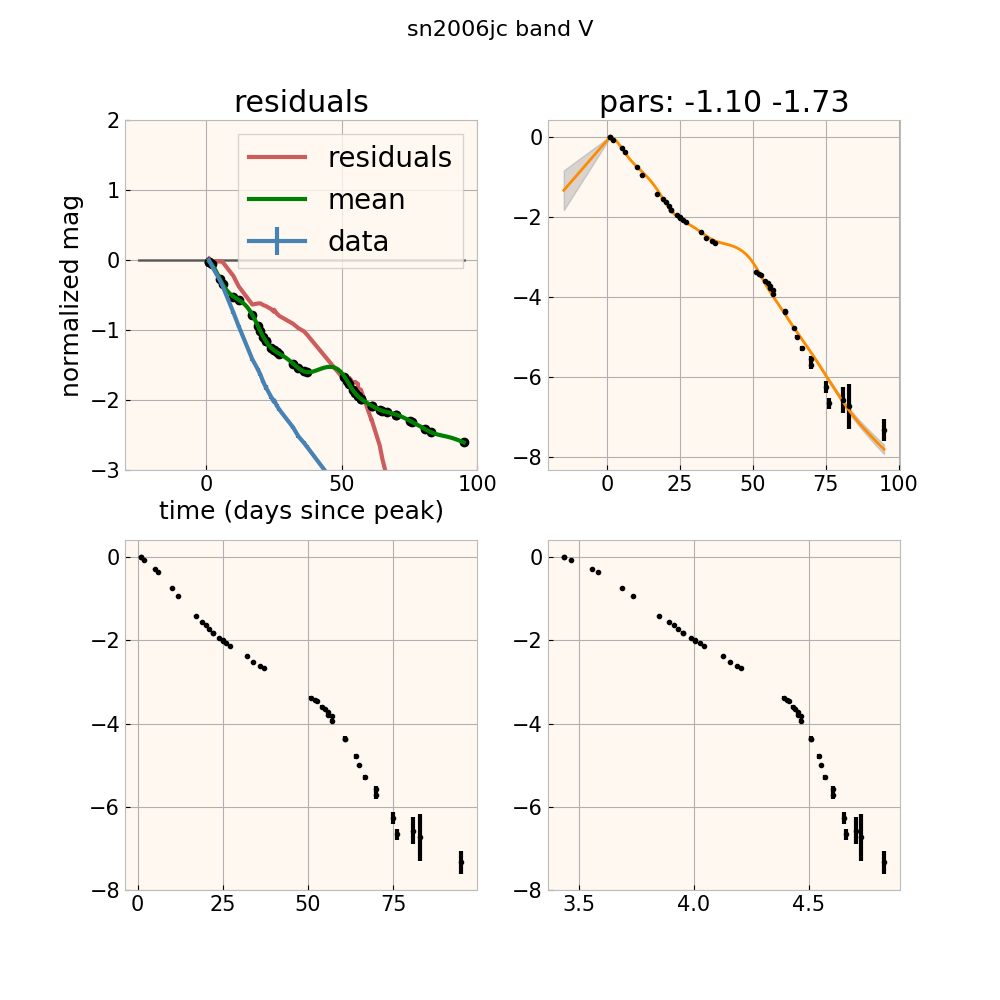 sn2006jc band V
residuals
pars: -1.10 -1.73
normalized mag
2
1
0
−1
−2
−3
residuals
mean
data
0 50 100
time (days since peak)
0
−2
−4
−6
−8
0 25 50 75 100
0
−2
−4
−6
−8
0 25 50 75
0
−2
−4
−6
−8
3.5 4.0 4.5